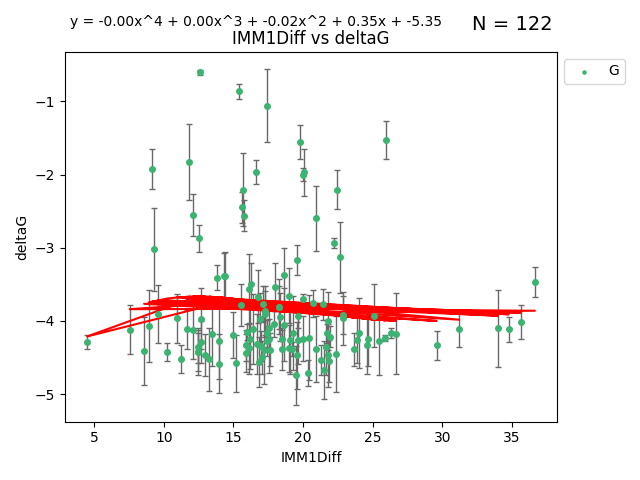 y = -0.00x^4 + 0.00x^3 + -0.02x^2 + 0.35x + -5.35
N = 122
IMM1Diff vs deltaG
G
−1
−2
−3
−4
−5
deltaG
5 10 15 20 25 30 35
IMM1Diff